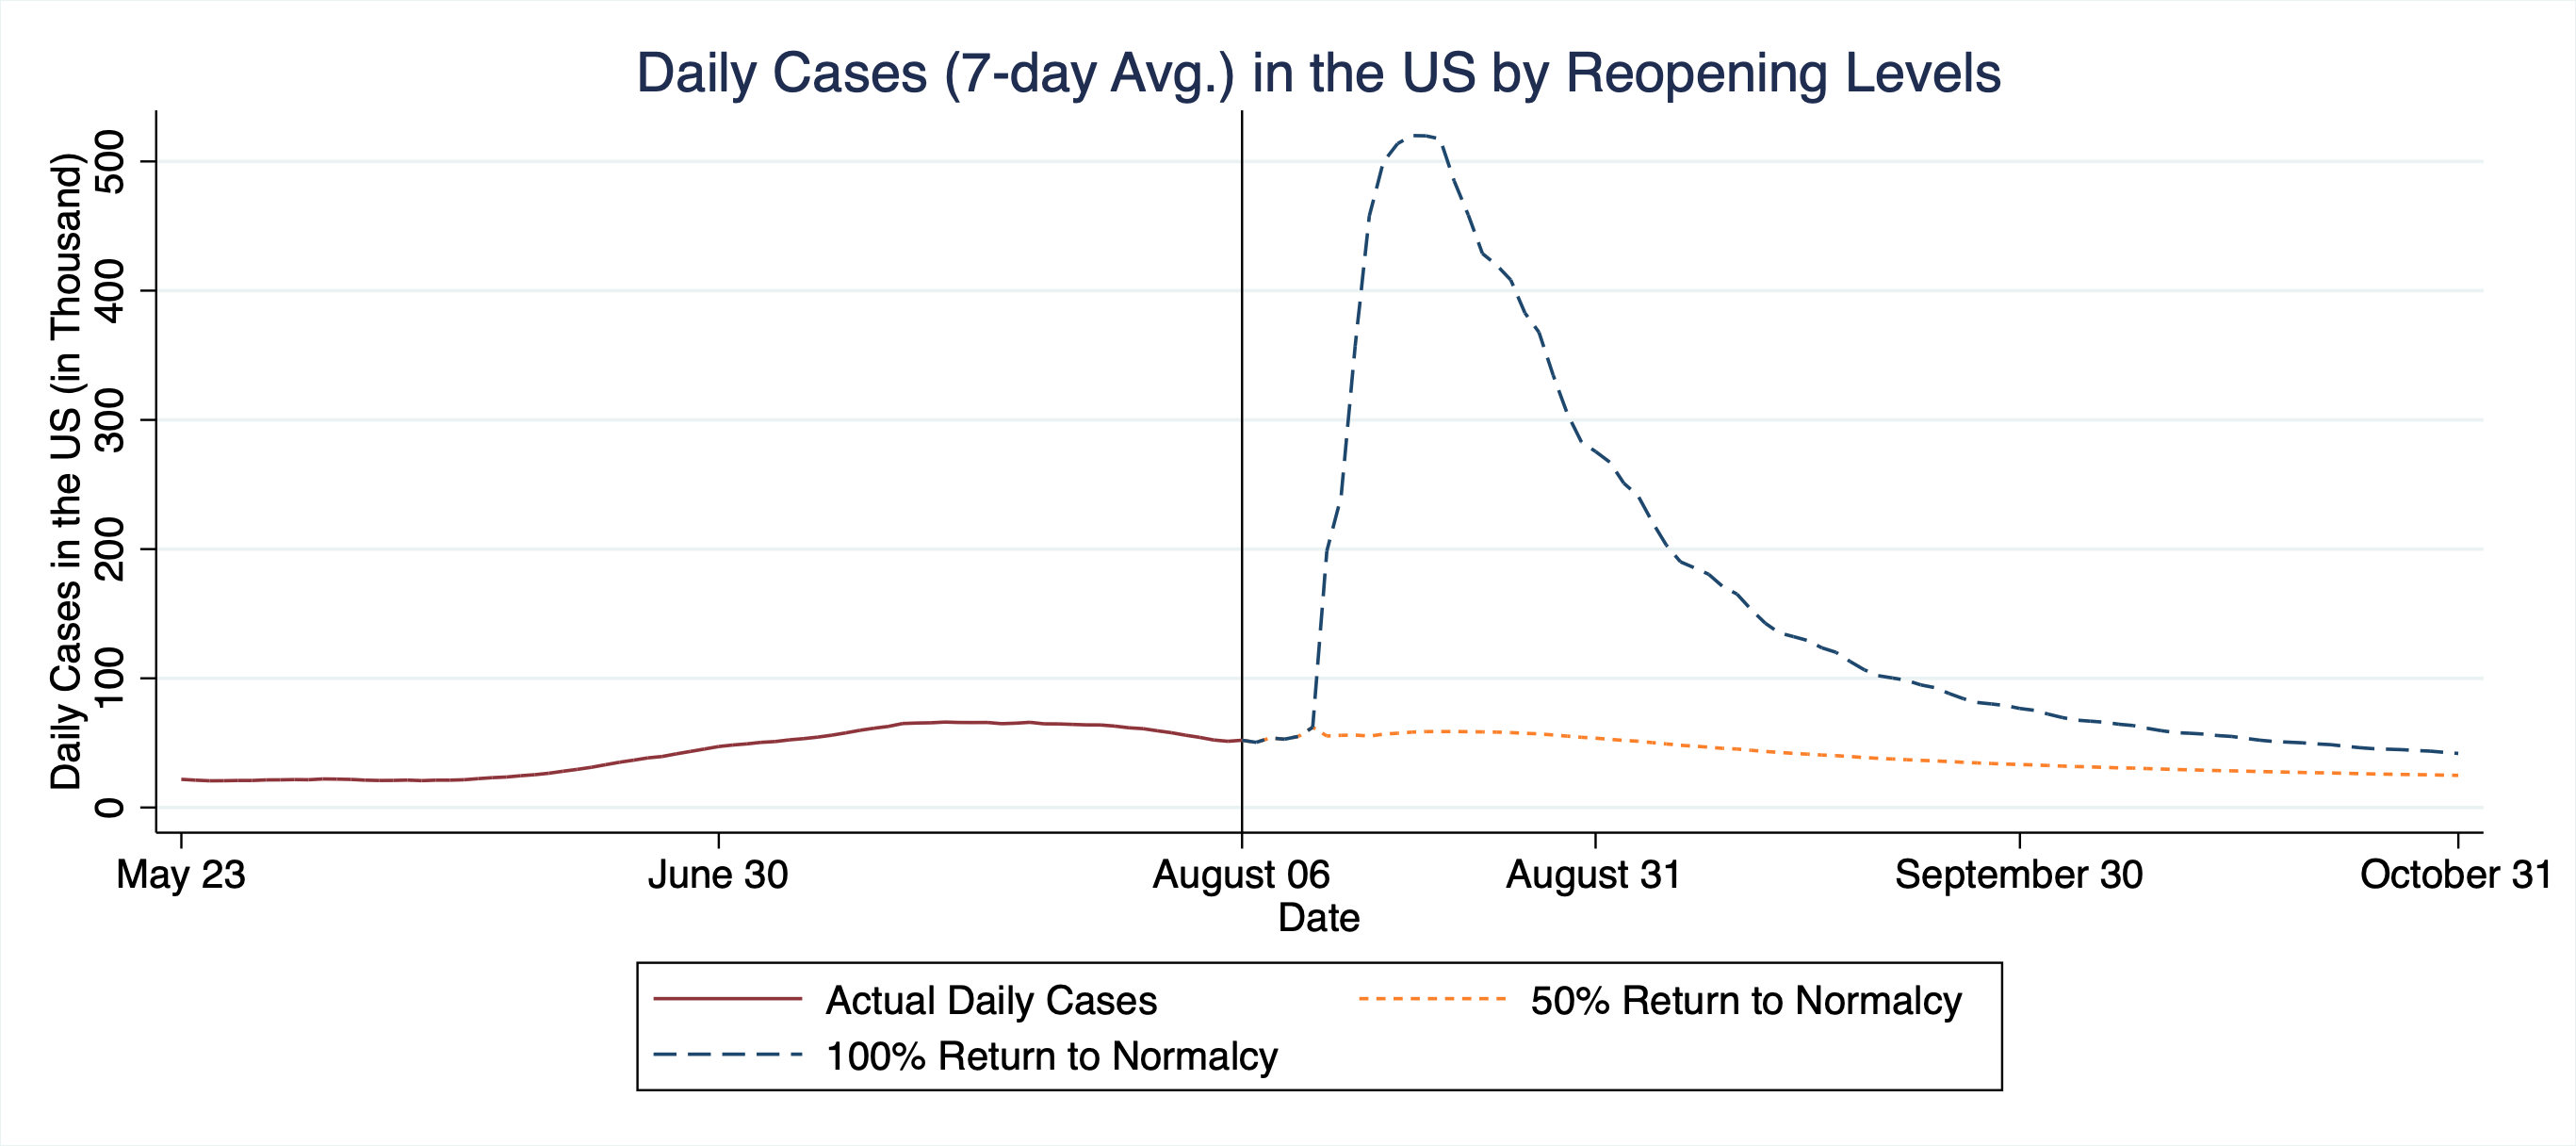 Daily Cases (7-day Avg.) in the US by Reopening Levels
Daily Cases in the US (in Thousand)
500
400
300
200
100
0
May 23
June 30
August 06
August 31
September 30
October 31
Date
Actual Daily Cases
50% Return to Normalcy
100% Return to Normalcy